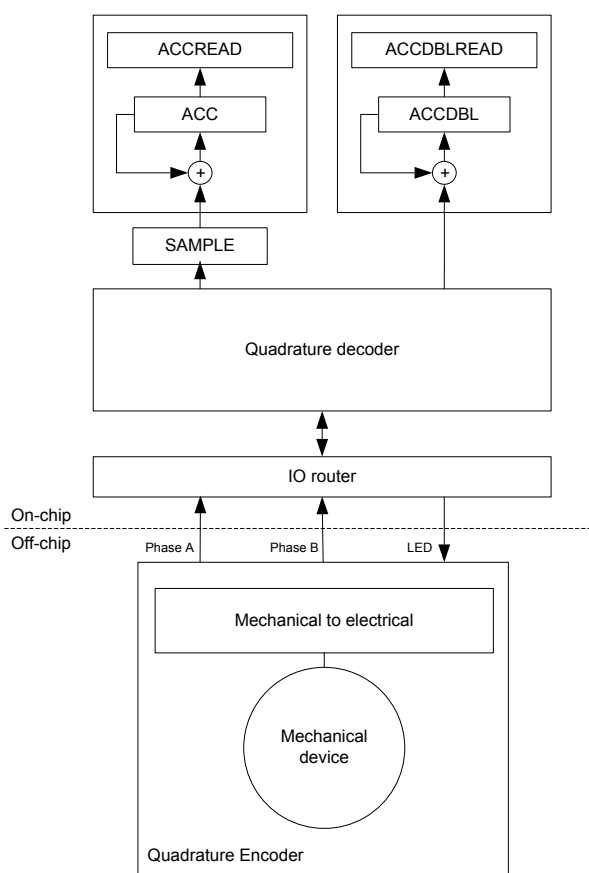 ACCREAD
ACCDBLREAD
ACC
ACCDBL
+
+
SAMPLE
Quadrature decoder
IO router
On-chip
Off-chip
Phase A
Phase B
LED
Mechanical to electrical
Mechanical
device
Quadrature Encoder